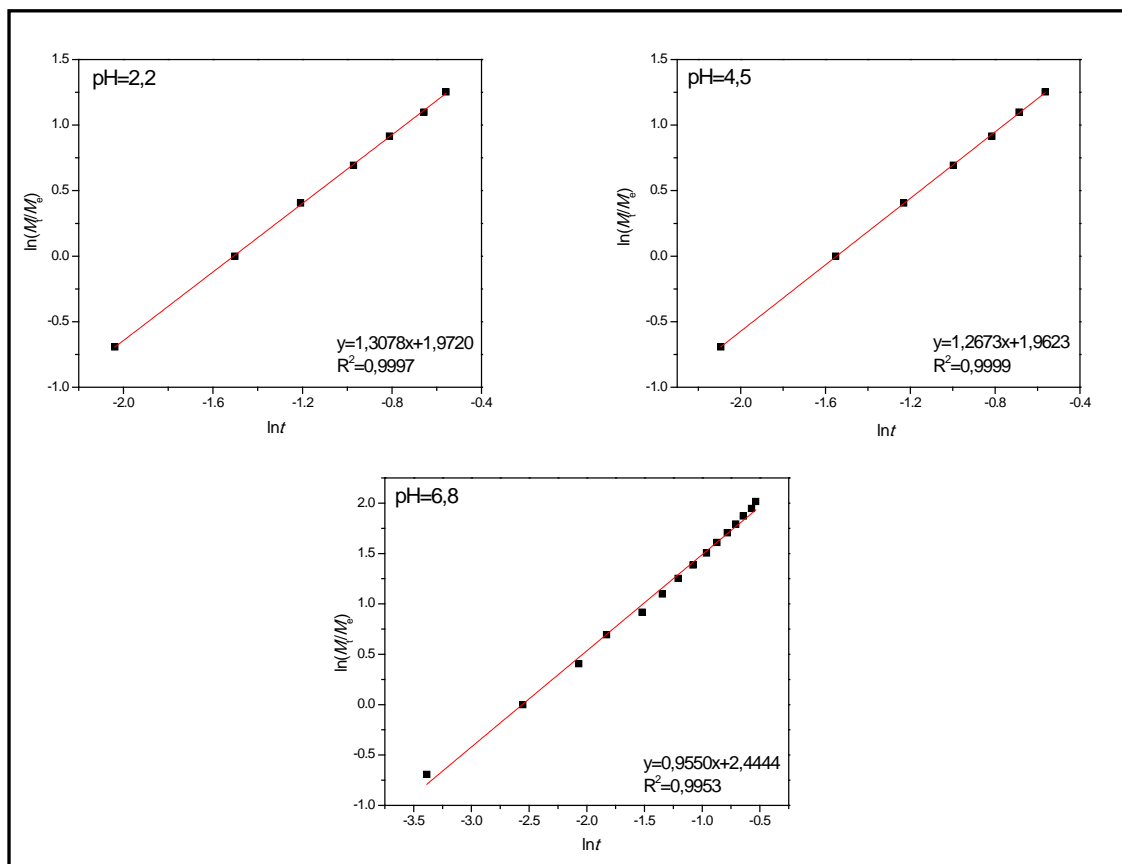 pH=2,2
1.5
1.0
0.5
0.0
-0.5
-1.0
ln(Mt/Me)
y=1,3078x+1,9720
R²=0,9997
-2.0 -1.6 -1.2 -0.8 -0.4
lnt
pH=4,5
1.5
1.0
0.5
0.0
-0.5
-1.0
ln(Mt/Me)
y=1,2673x+1,9623
R²=0,9999
-2.0 -1.6 -1.2 -0.8 -0.4
lnt
pH=6,8
2.0
1.5
1.0
0.5
0.0
-0.5
-1.0
ln(Mt/Me)
y=0,9550x+2,4444
R²=0,9953
-3.5 -3.0 -2.5 -2.0 -1.5 -1.0 -0.5
lnt